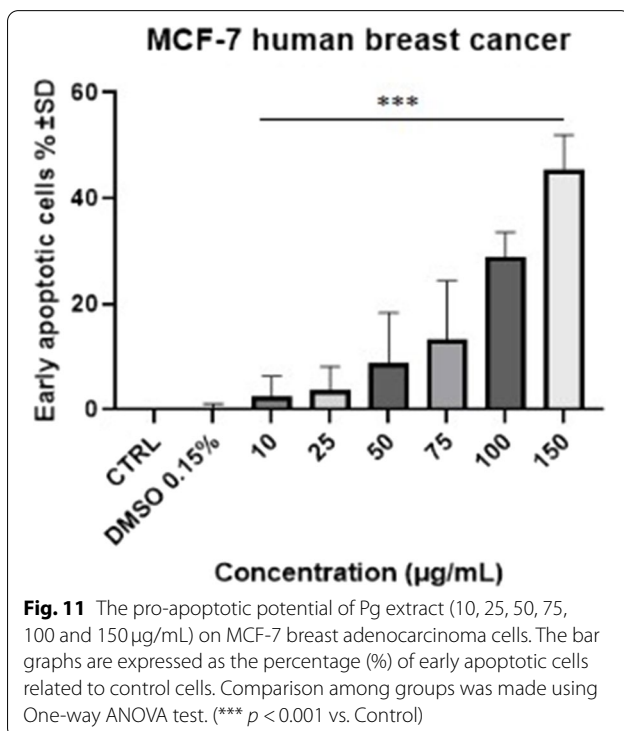 MCF-7 human breast cancer
***
Early apoptotic cells % ±SD
60
40
20
0
CTRL
DMSO 0.15%
10
25
50
75
100
150
Concentration (µg/mL)
Fig. 11 The pro-apoptotic potential of Pg extract (10, 25, 50, 75,
100 and 150 µg/mL) on MCF-7 breast adenocarcinoma cells. The bar
graphs are expressed as the percentage (%) of early apoptotic cells
related to control cells. Comparison among groups was made using
One-way ANOVA test. (*** p < 0.001 vs. Control)